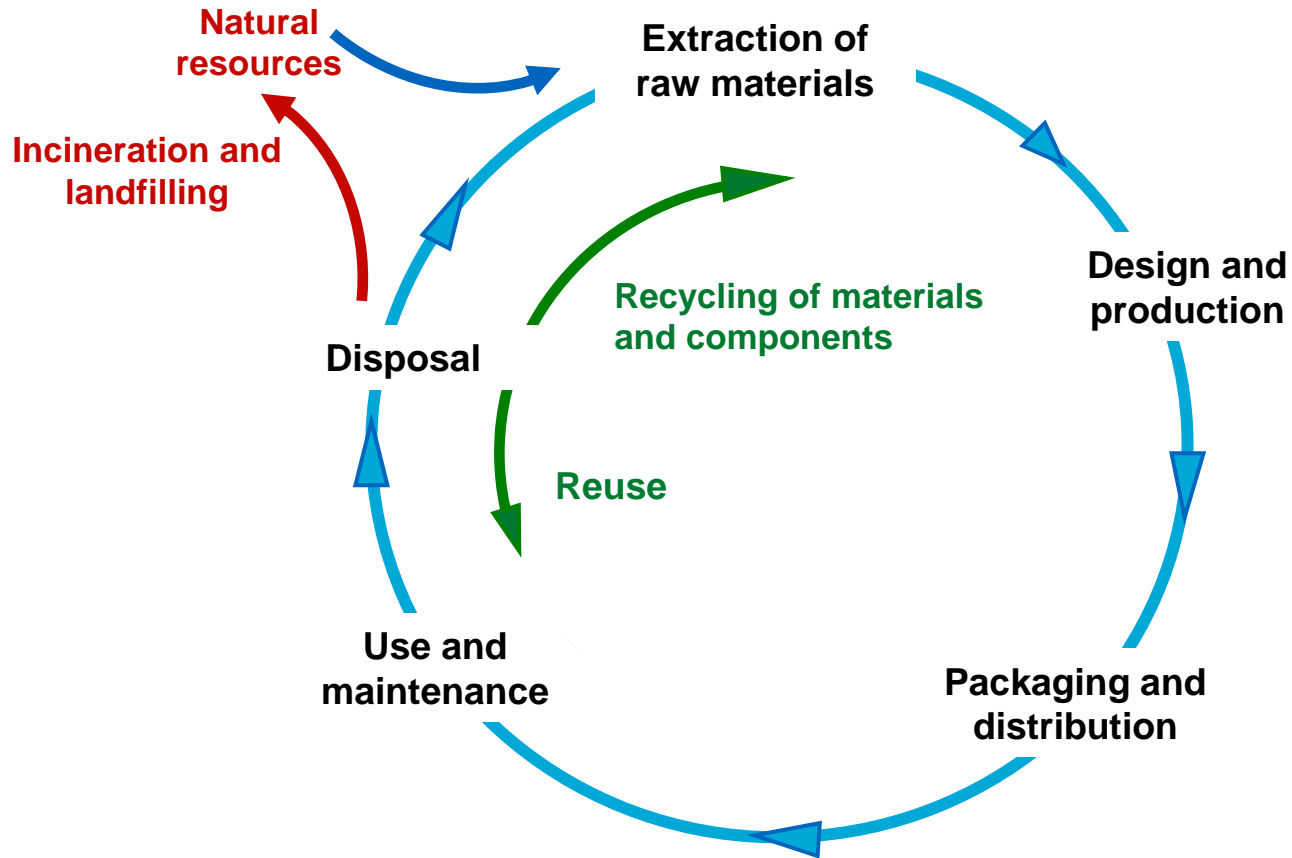 Natural
resources
Extraction of
raw materials
Incineration and
landfilling
Design and
production
Recycling of materials
and components
Disposal
Reuse
Use and
maintenance
Packaging and
distribution